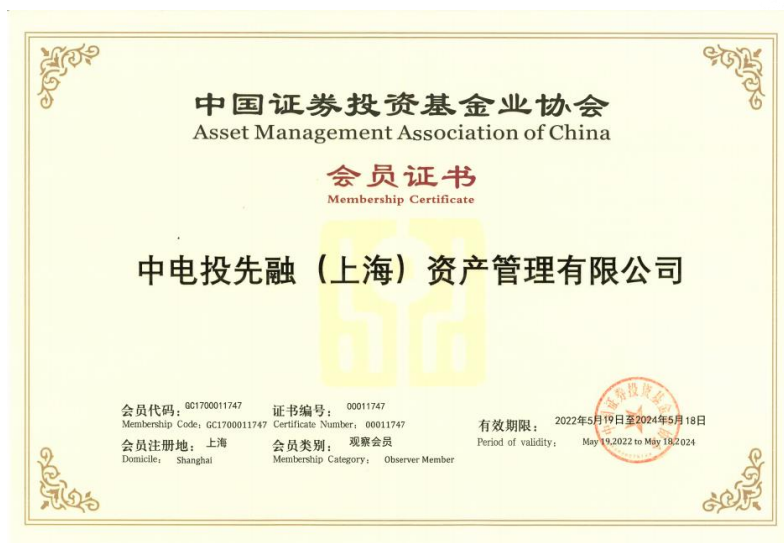 中国证券投资基金业协会
Asset Management Association of China
会员证书
Membership Certificate
中电投先融（上海）资产管理有限公司
会员代码： GC1700011747 证书编号： 00011747
Membership Code: GC1700011747 Certificate Number: 00011747
有效期限： 2022年5月19日至2024年5月18日
Period of validity: May 19,2022 to May 18,2024
会员注册地： 上海 会员类别： 观察会员
Domicile: Shanghai Membership Category: Observer Member